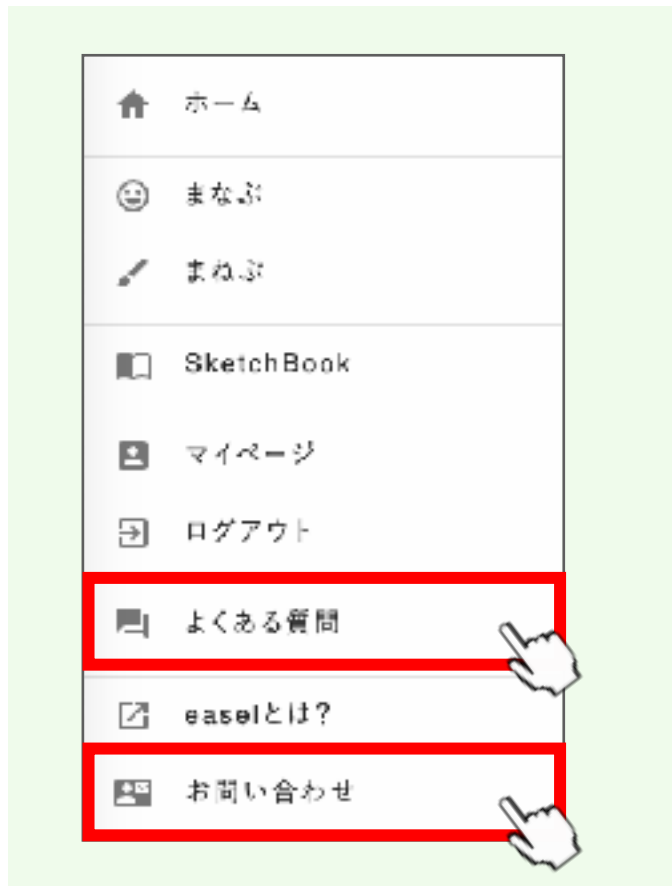 ホーム
まなぶ
まねぶ
SketchBook
マイページ
ログアウト
よくある質問
easelとは?
お問い合わせ